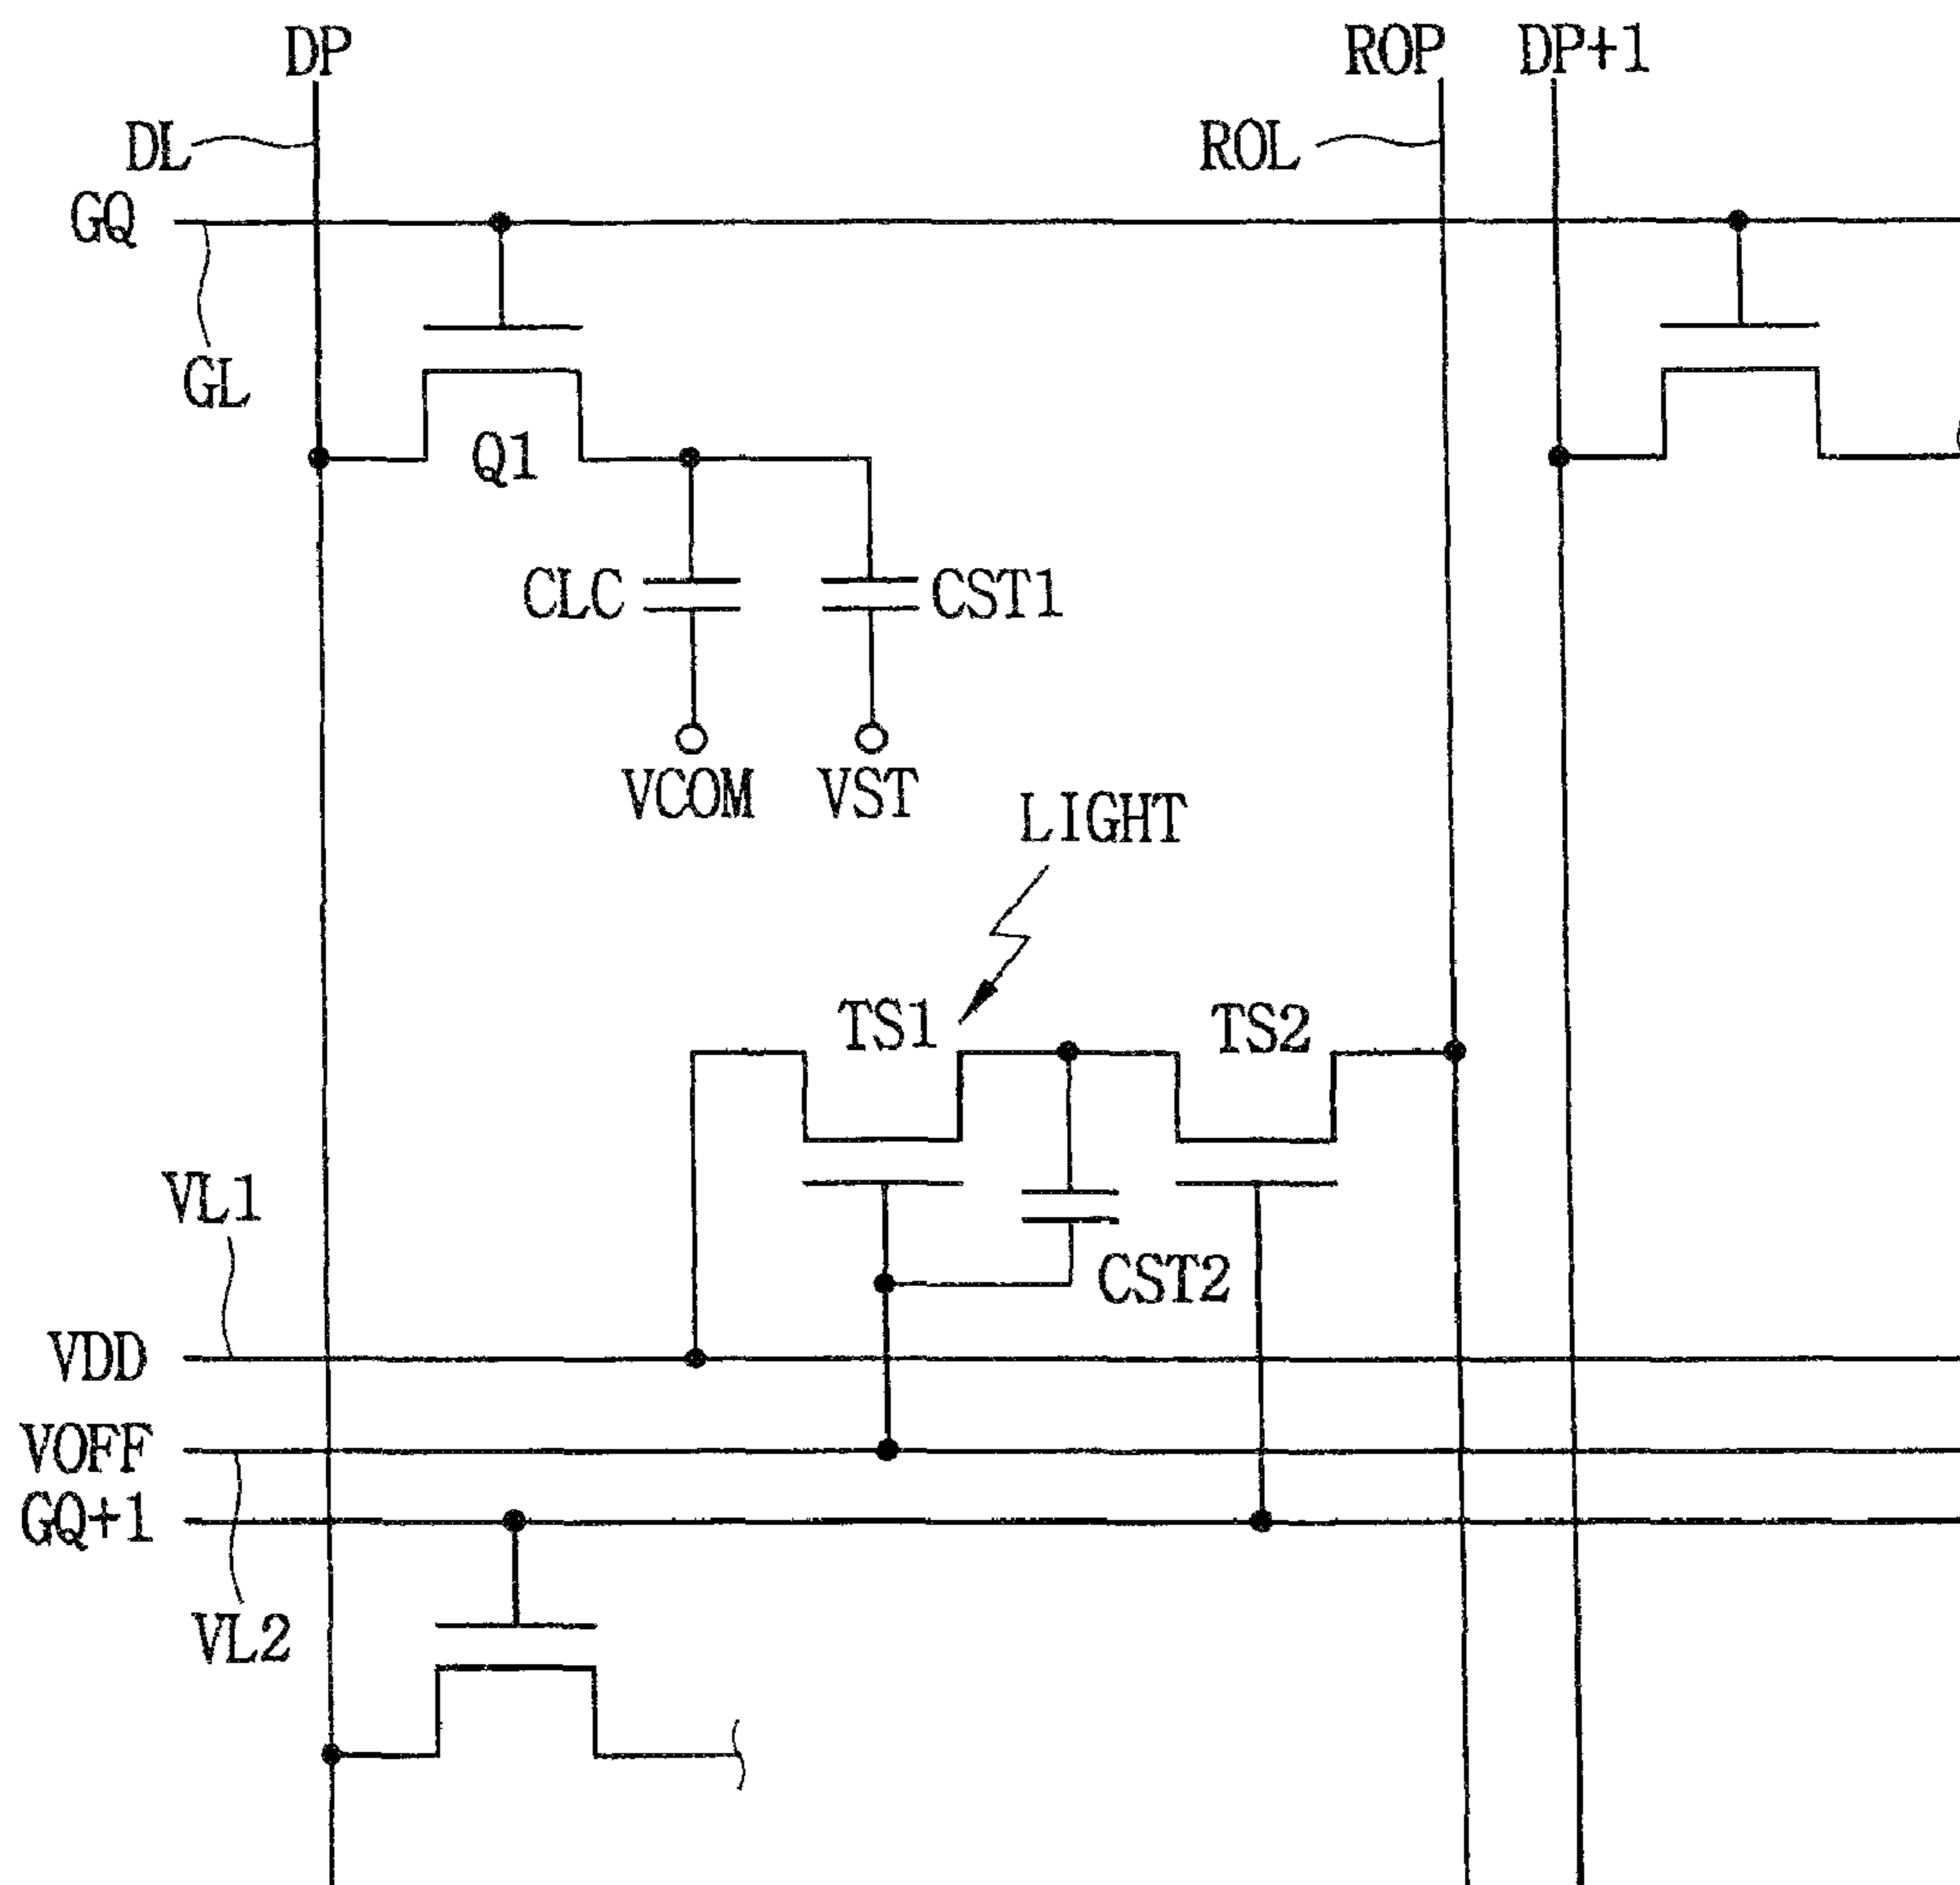 DP ROP DP+1
DL ROL
GQ
GL
Q1
CLC CST1
VCOM VST
LIGHT
TS1 TS2
VL1
CST2
VDD
VOFF
GQ+1
VL2